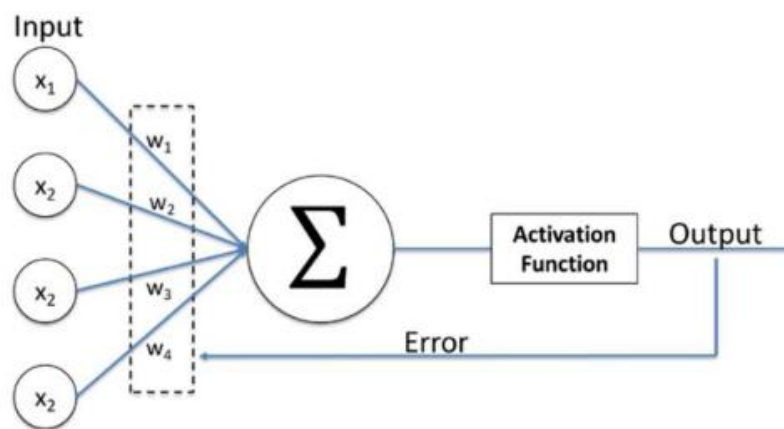 Input
x₁
w₁
x₂
w₂
∑
Activation
Function
Output
x₂
w₃
Error
w₄
x₂